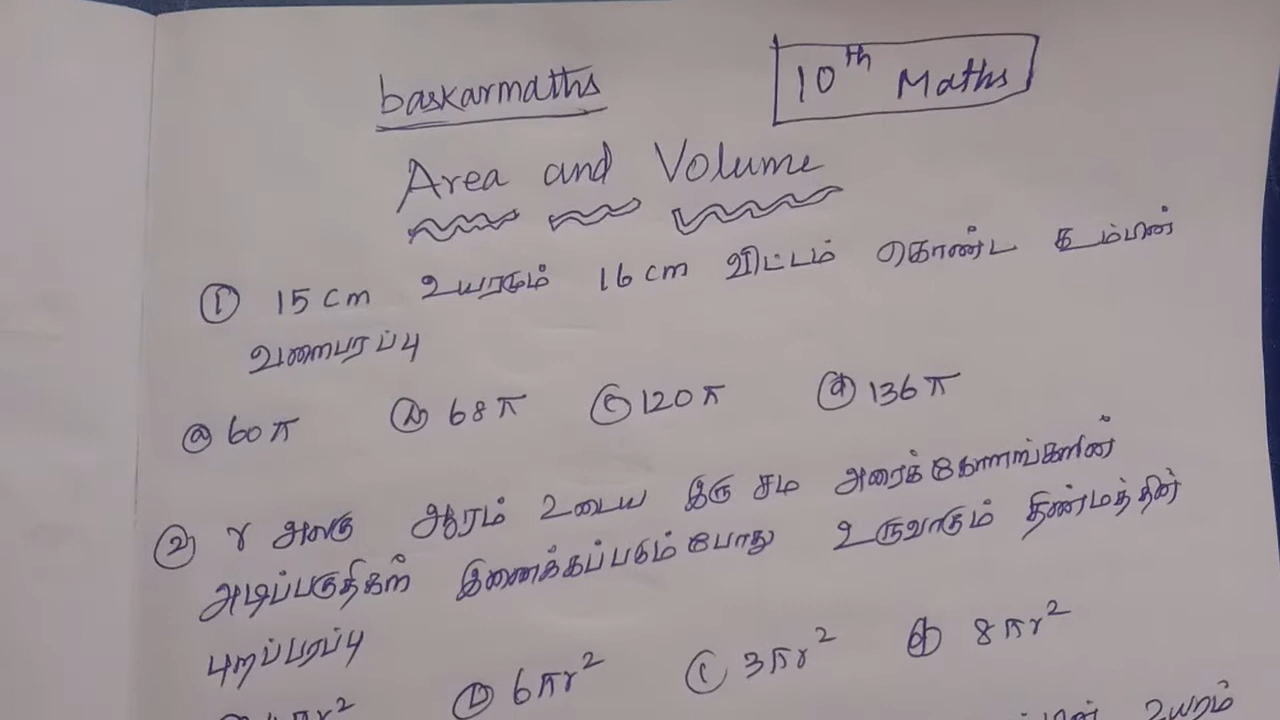 baskarmaths
10th Maths
Area and Volume
① 15 cm உயரமும் 16 cm விட்டம் கொண்ட கூம்பின்
வளைபரப்பு
ⓐ 60π ⓑ 68π ⓒ 120π ⓓ 136π
② r அலகு ஆரம் உடைய இரு சம அரைக்கோளங்களின்
அடிப்பகுதிகள் இணைக்கப்படும்போது உருவாகும் திண்மத்தின்
புறப்பரப்பு
4πr² ⓑ 6πr² ⓒ 3πr² ⓓ 8πr²
உயரம்